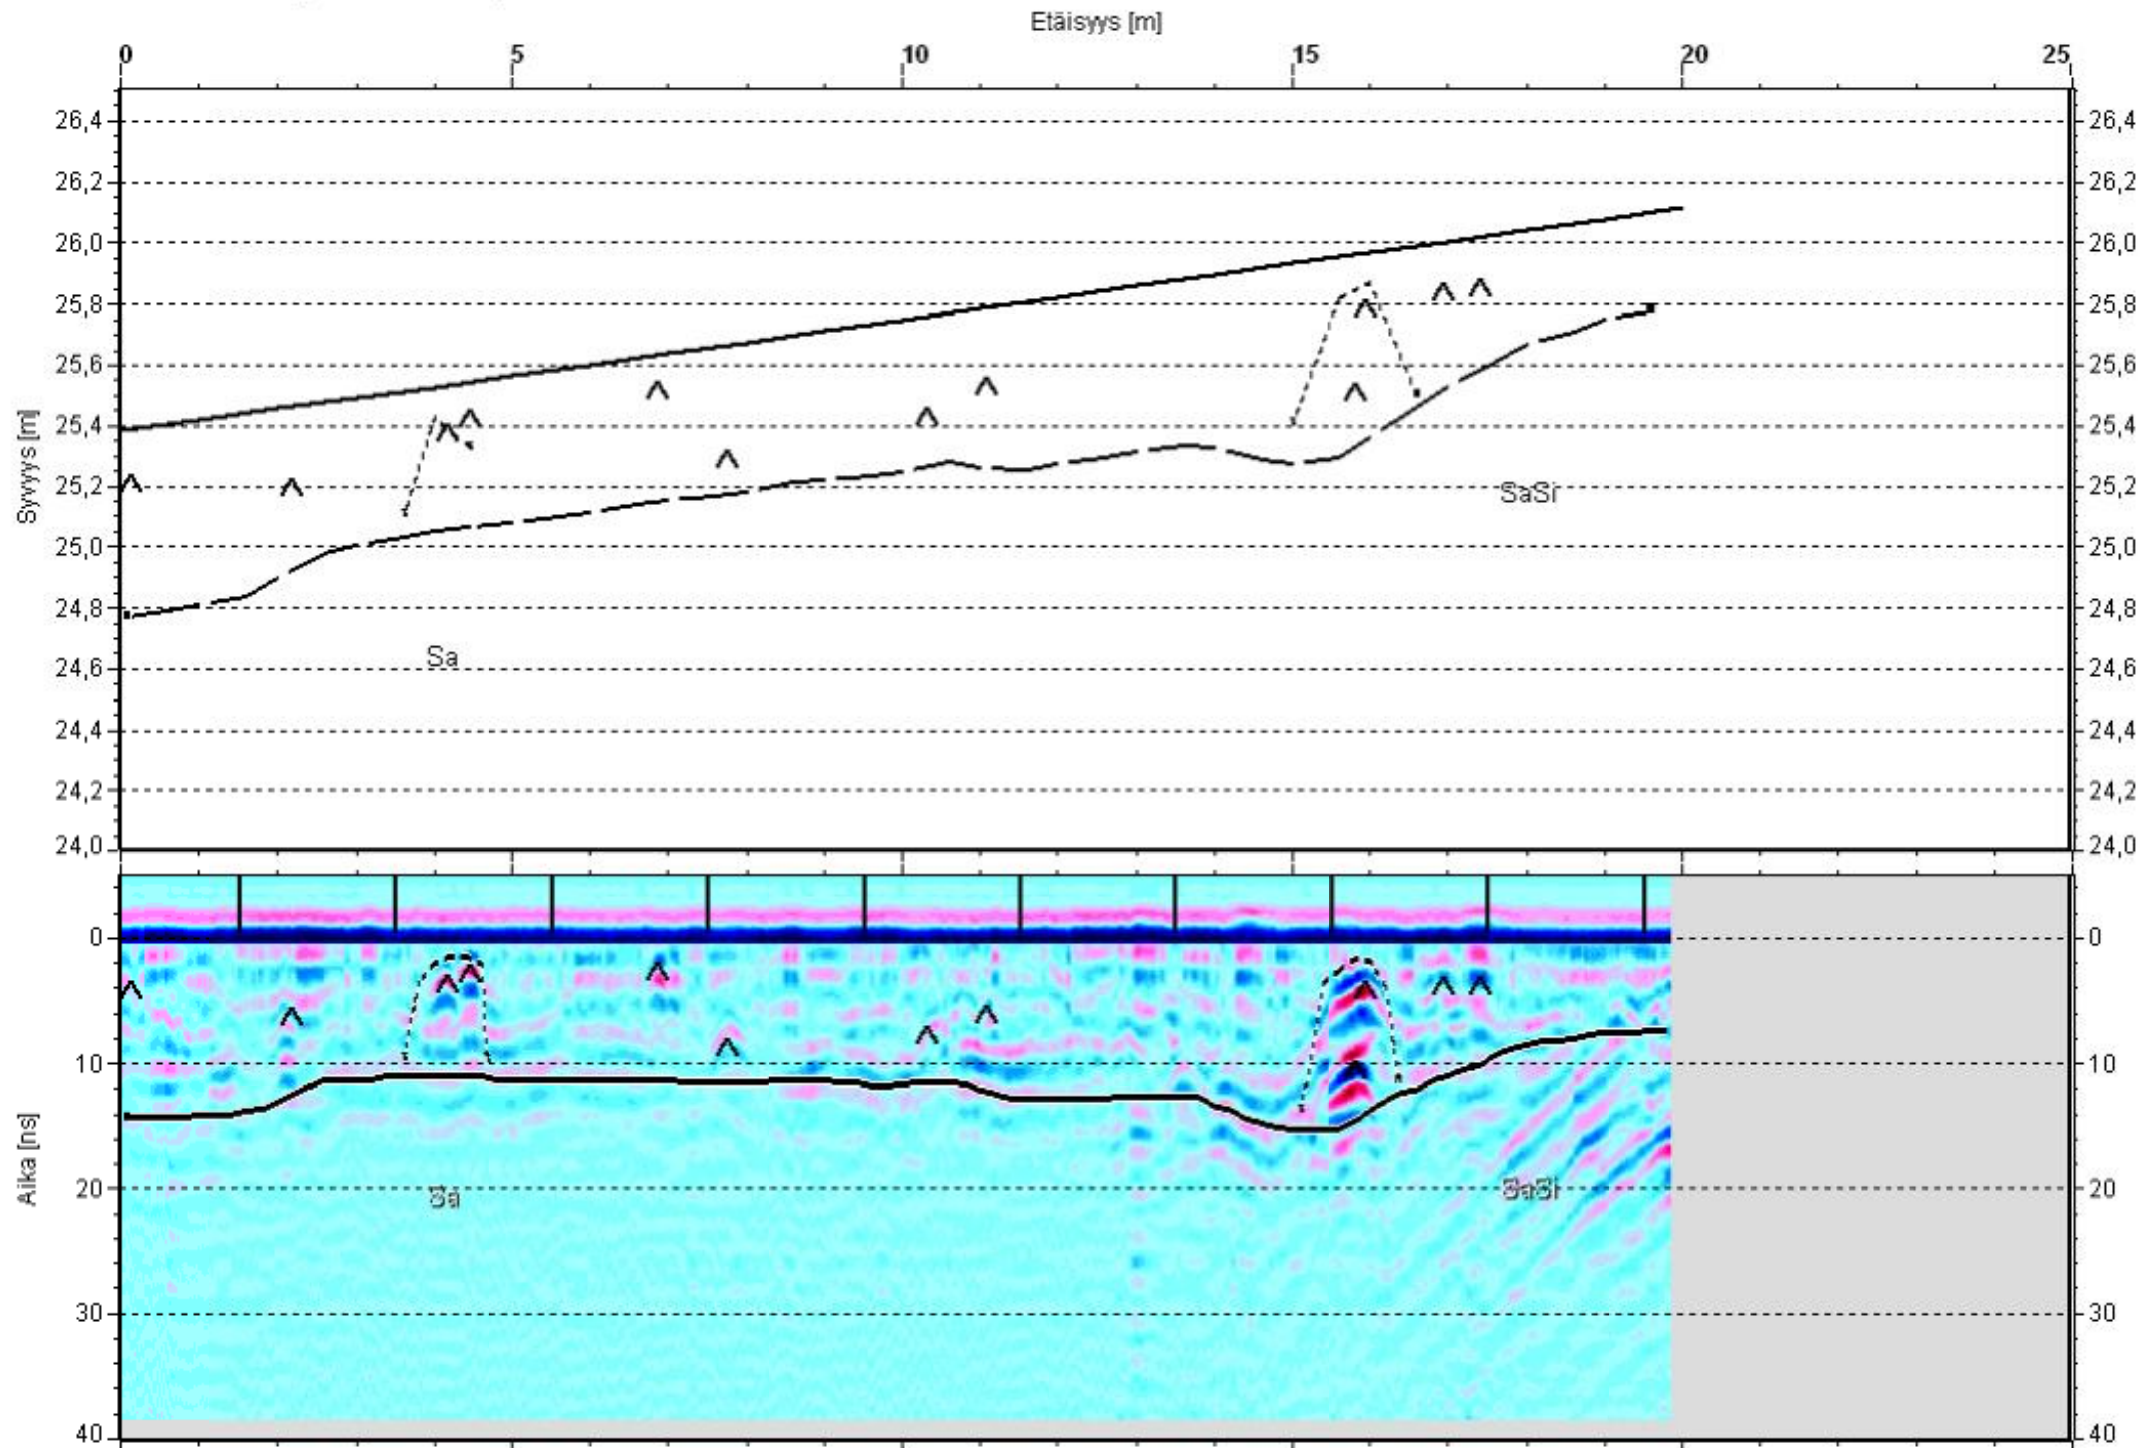 Etäisyys [m]
0 5 10 15 20 25
26,4 26,4
26,2 26,2
26,0 26,0
25,8 25,8
25,6 25,6
25,4 25,4
Syvyys [m]
25,2 SaSi 25,2
25,0 25,0
24,8 24,8
Sa
24,6 24,6
24,4 24,4
24,2 24,2
24,0 24,0
0 0
10 10
Aika [ns]
20 Sa SaSi 20
30 30
40 40